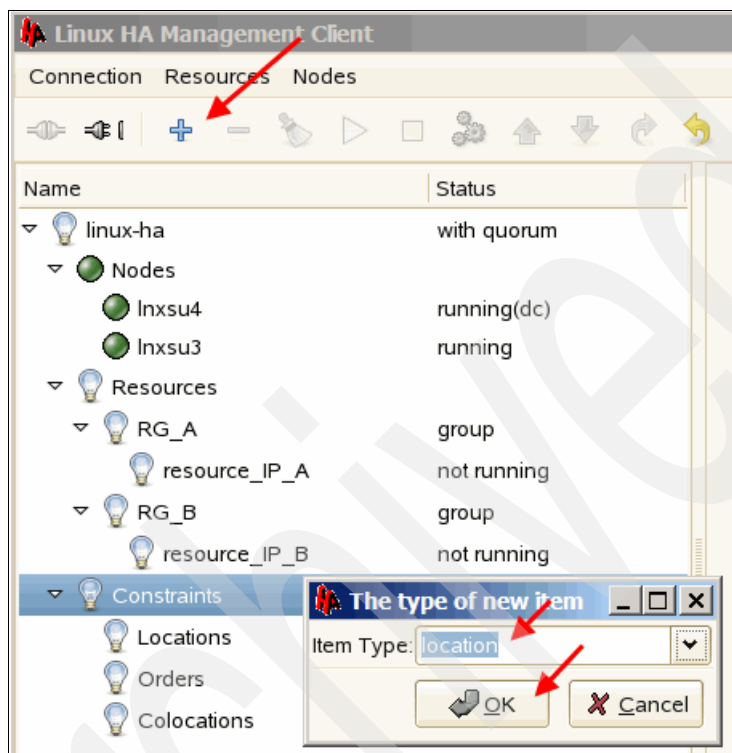 Linux HA Management Client
Connection Resources Nodes
Name Status
linux-ha with quorum
Nodes
lnxsu4 running(dc)
lnxsu3 running
Resources
RG_A group
resource_IP_A not running
RG_B group
resource_IP_B not running
Constraints
Locations
Orders
Colocations
The type of new item
Item Type: location
OK Cancel